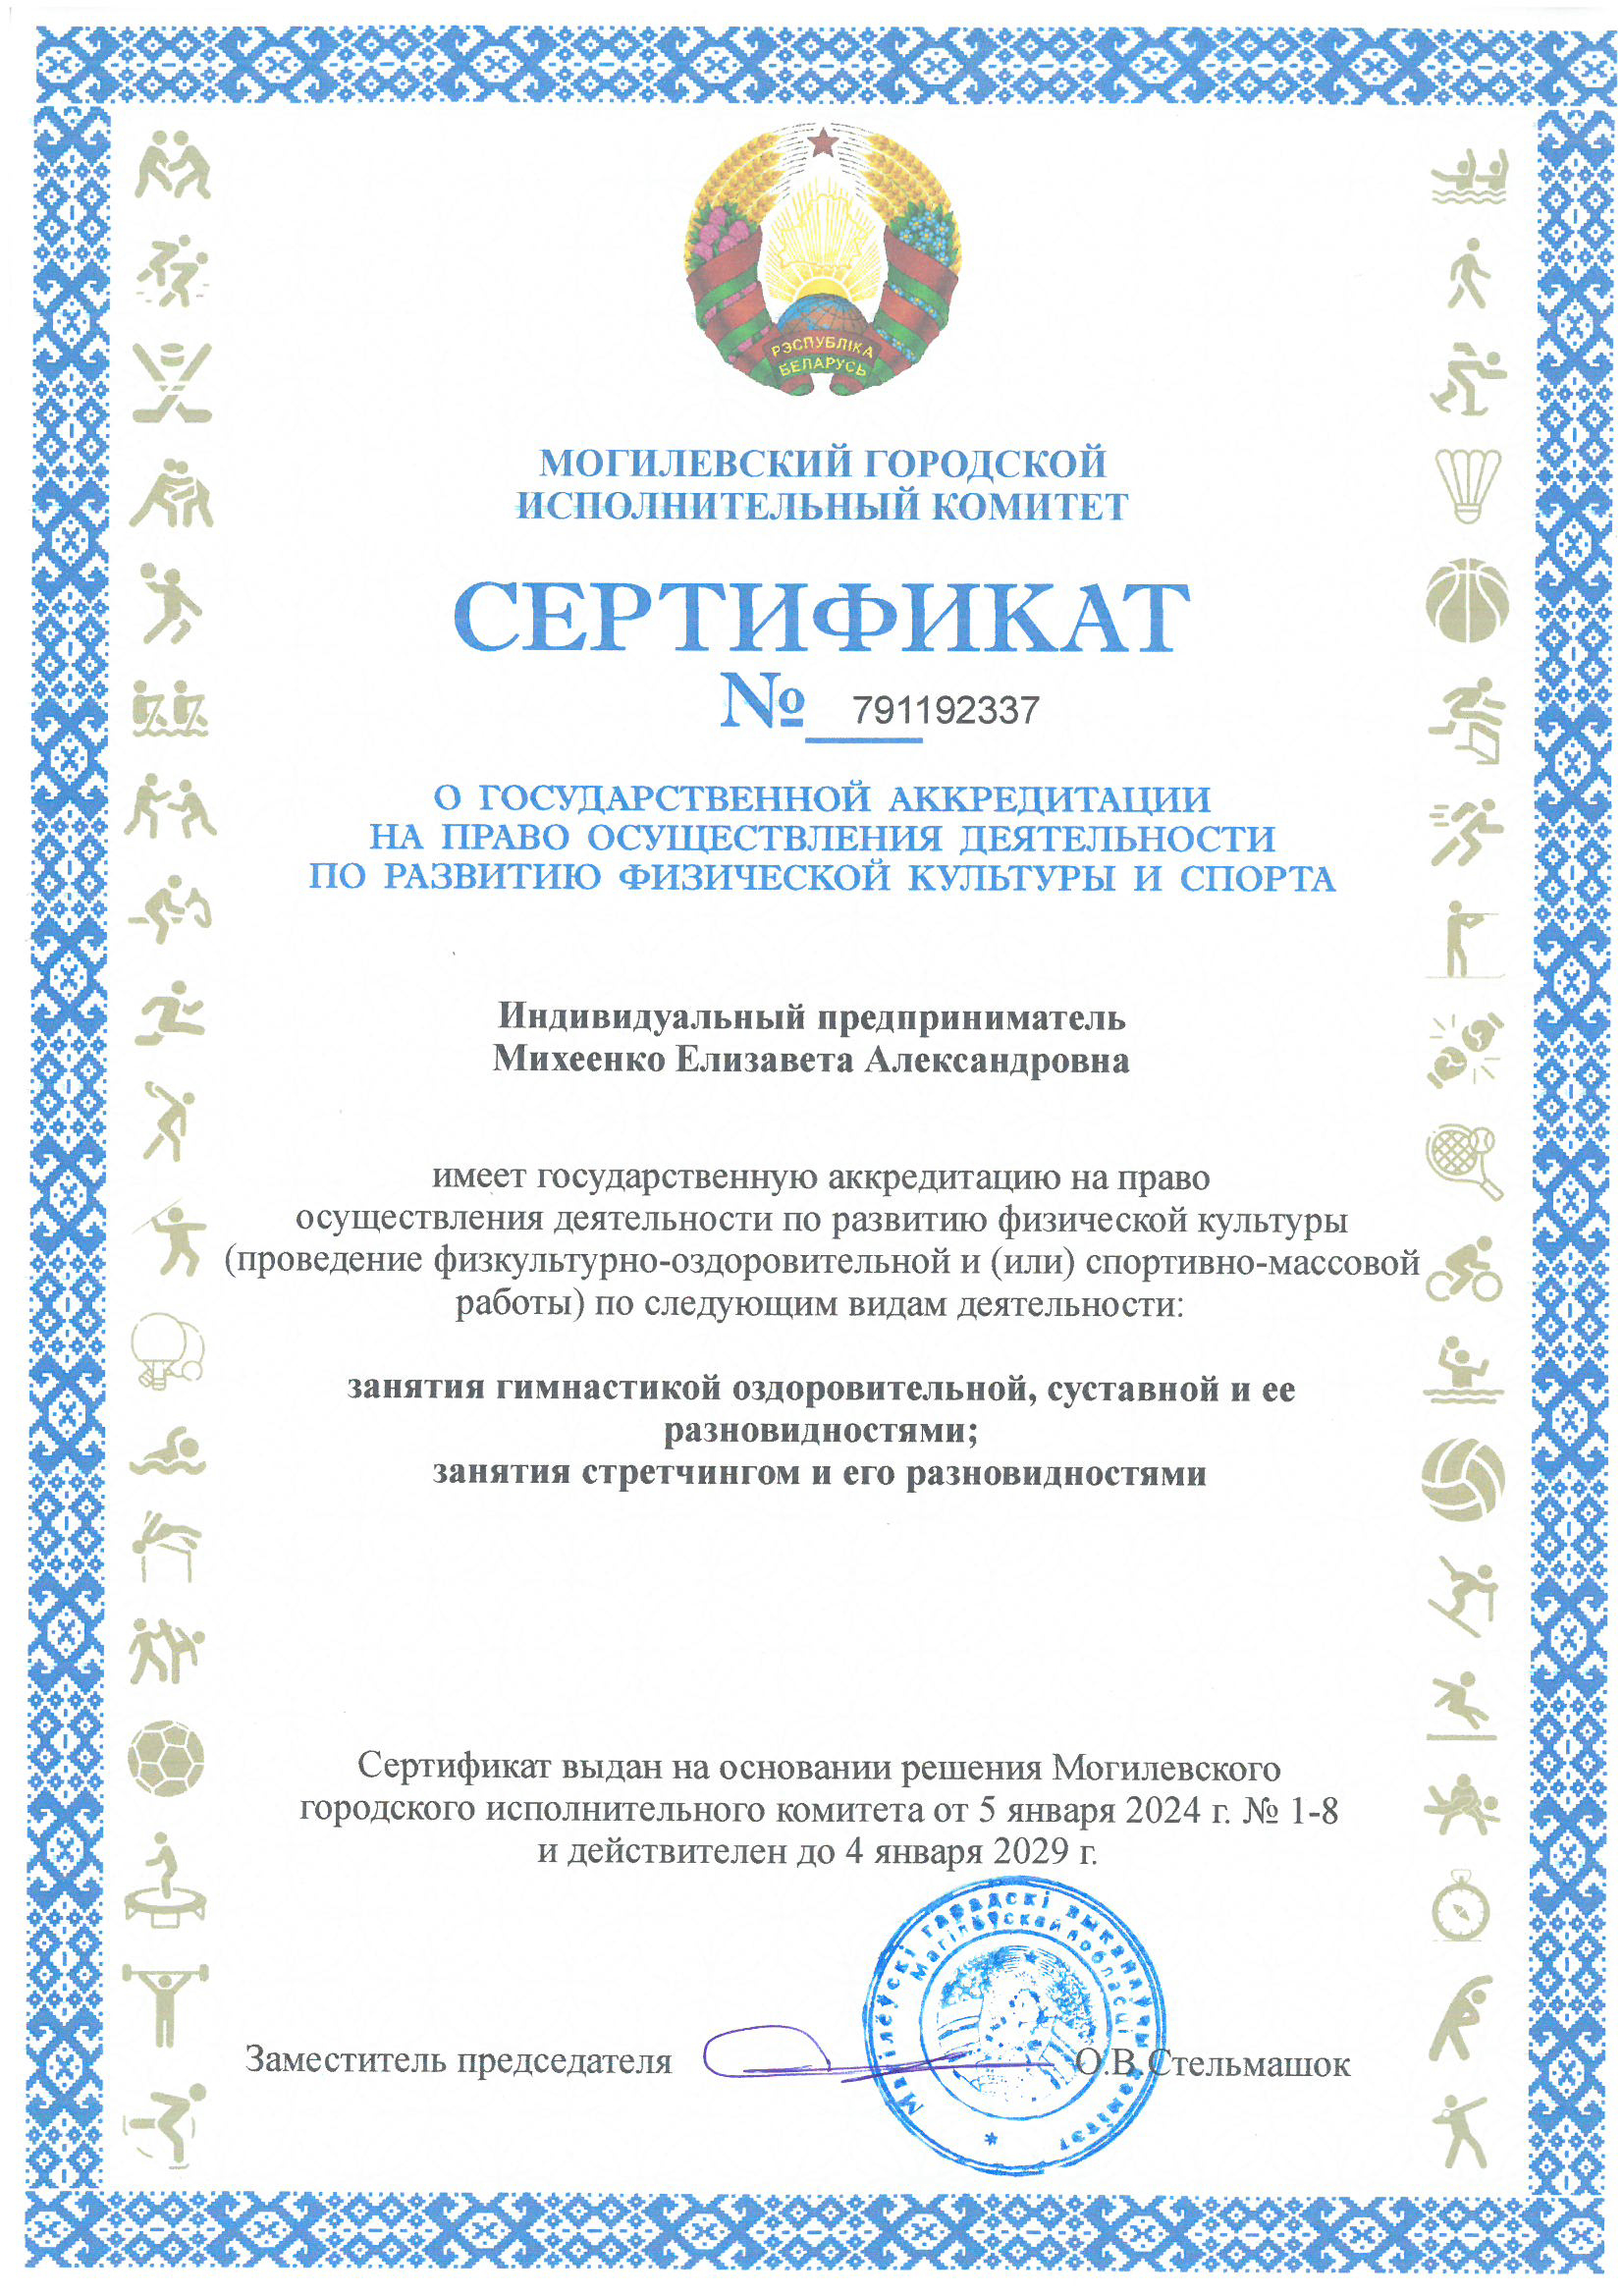 РЭСПУБЛІКА
БЕЛАРУСЬ
МОГИЛЕВСКИЙ ГОРОДСКОЙ
ИСПОЛНИТЕЛЬНЫЙ КОМИТЕТ
СЕРТИФИКАТ
№ 791192337
О ГОСУДАРСТВЕННОЙ АККРЕДИТАЦИИ
НА ПРАВО ОСУЩЕСТВЛЕНИЯ ДЕЯТЕЛЬНОСТИ
ПО РАЗВИТИЮ ФИЗИЧЕСКОЙ КУЛЬТУРЫ И СПОРТА
Индивидуальный предприниматель
Михеенко Елизавета Александровна
имеет государственную аккредитацию на право
осуществления деятельности по развитию физической культуры
(проведение физкультурно-оздоровительной и (или) спортивно-массовой
работы) по следующим видам деятельности:
занятия гимнастикой оздоровительной, суставной и ее
разновидностями;
занятия стретчингом и его разновидностями
Сертификат выдан на основании решения Могилевского
городского исполнительного комитета от 5 января 2024 г. № 1-8
и действителен до 4 января 2029 г.
Заместитель председателя О.В.Стельмашок
Магілёўскі гарадскі выканаўчы камітэт
Магілёўскай вобласці